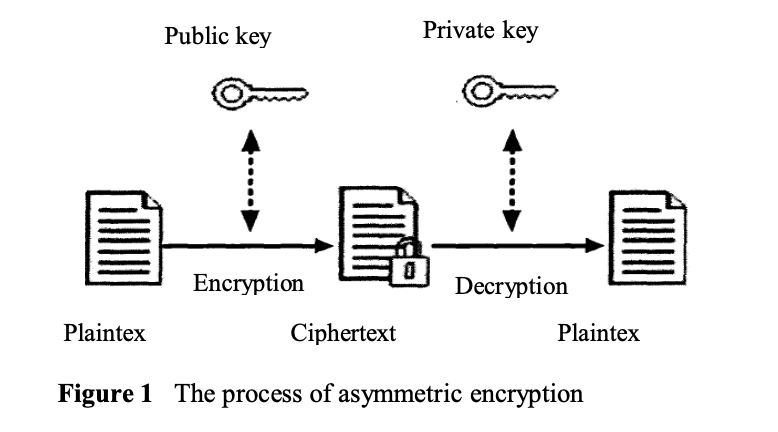 Public key
Private key
Encryption
Decryption
Plaintex
Ciphertext
Plaintex
Figure 1 The process of asymmetric encryption